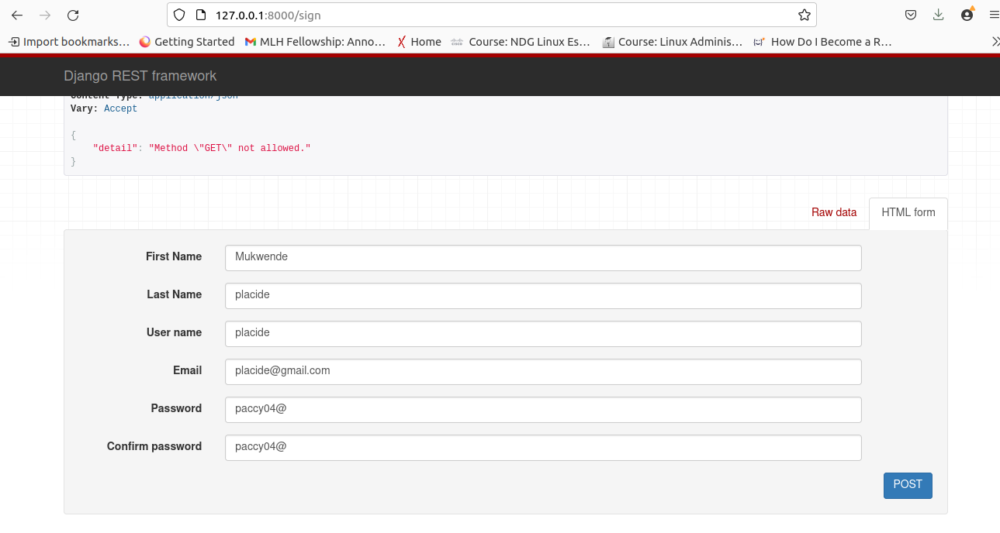 127.0.0.1:8000/sign
Import bookmarks... Getting Started MLH Fellowship: Anno... Home Course: NDG Linux Es... Course: Linux Adminis... How Do I Become a R...
Django REST framework
Content-Type: application/json
Vary: Accept
{
"detail": "Method \"GET\" not allowed."
}
Raw data HTML form
First Name Mukwende
Last Name placide
User name placide
Email placide@gmail.com
Password paccy04@
Confirm password paccy04@
POST